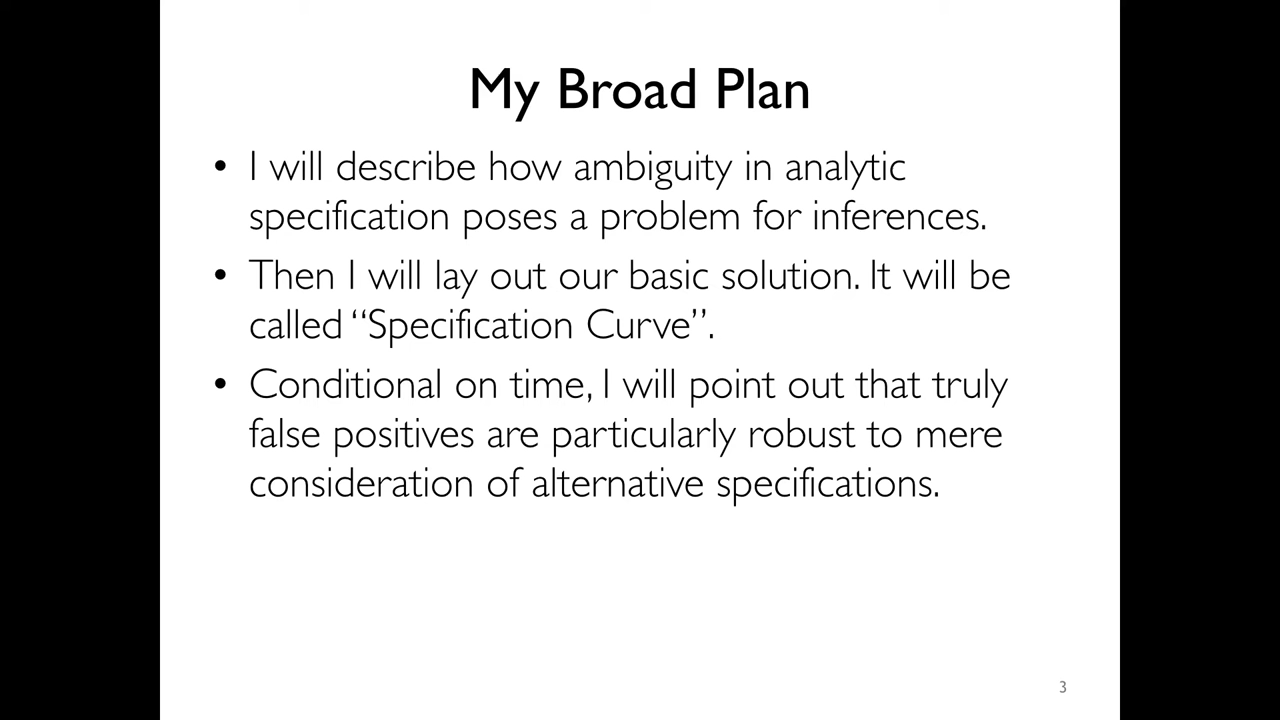 My Broad Plan
• I will describe how ambiguity in analytic
specification poses a problem for inferences.
• Then I will lay out our basic solution. It will be
called “Specification Curve”.
• Conditional on time, I will point out that truly
false positives are particularly robust to mere
consideration of alternative specifications.
3